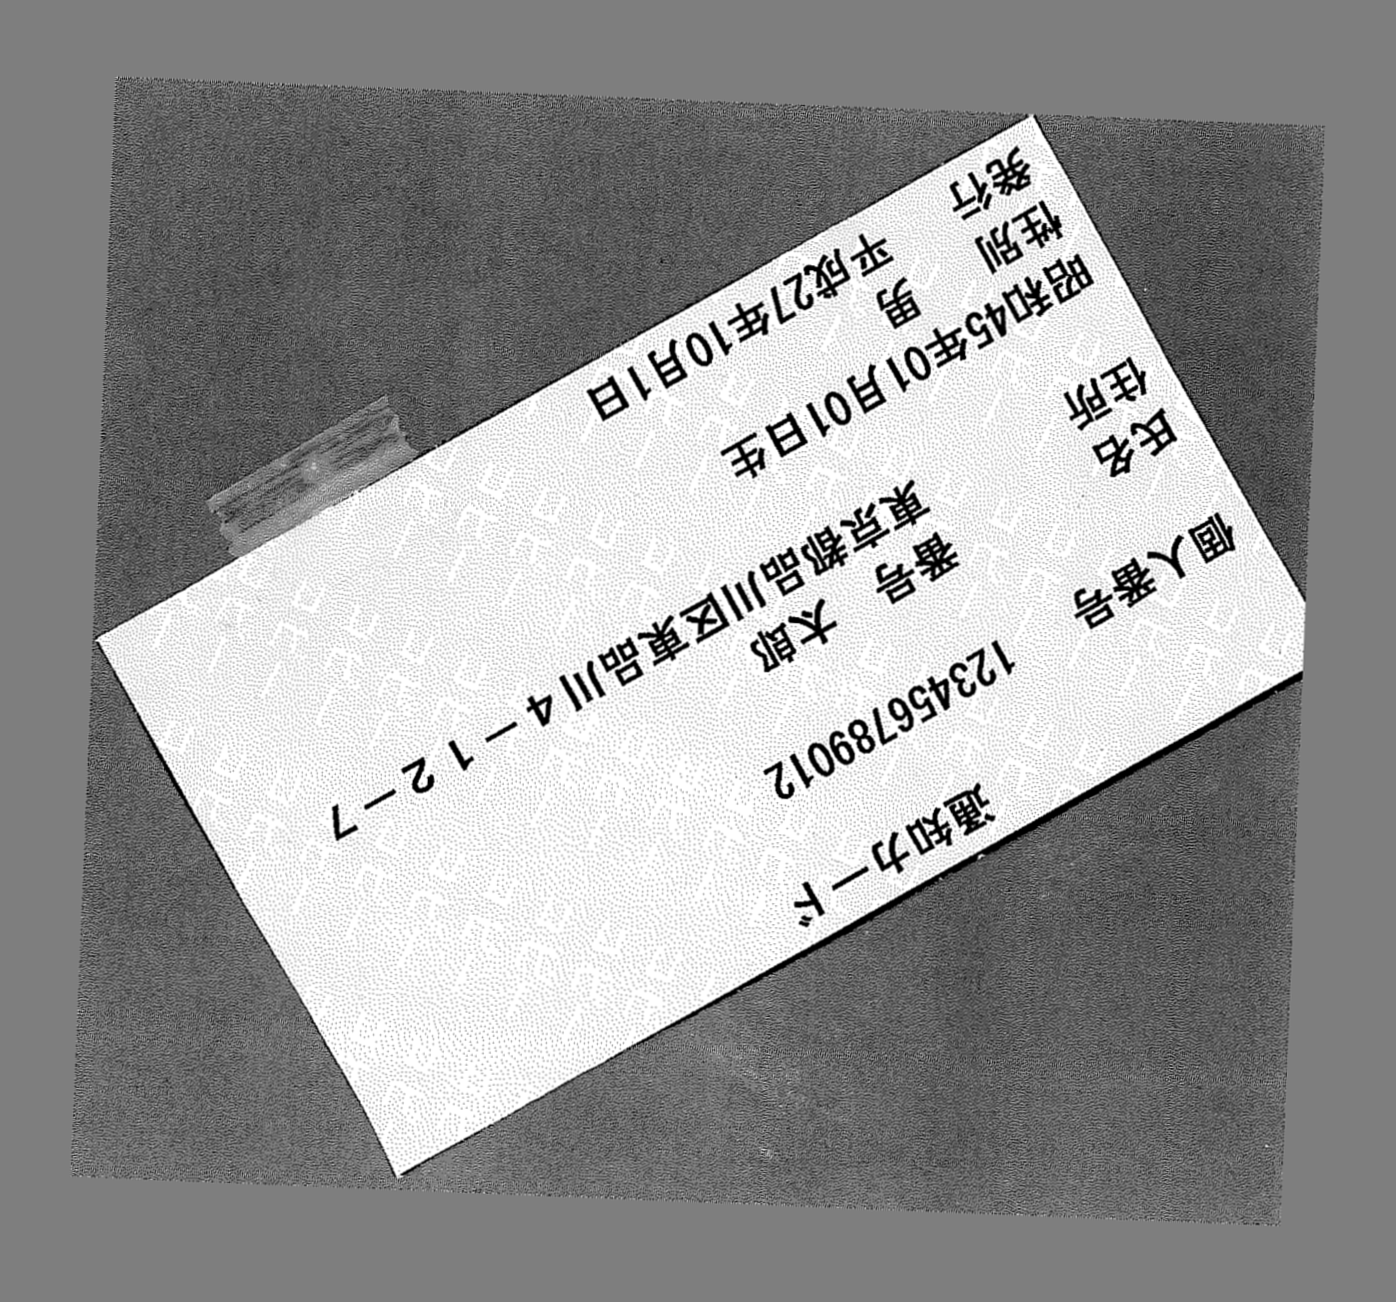 通知カード
個人番号 123456789012
氏名 番号 太郎
住所 東京都品川区東品川4－12－7
昭和45年01月01日生
性別 男
発行 平成27年10月1日